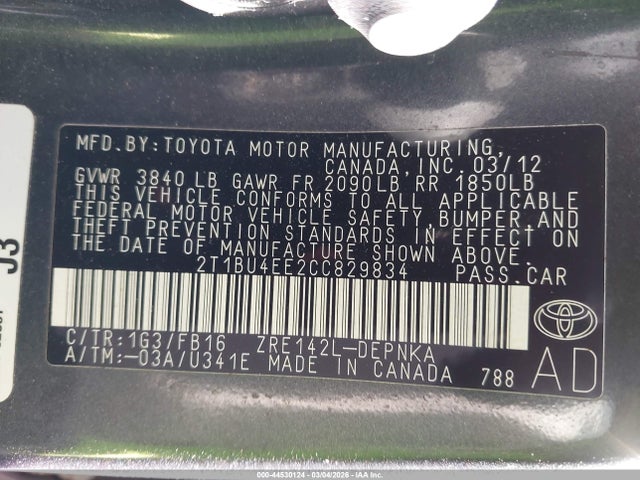 MFD.BY:TOYOTA MOTOR MANUFACTURING,
CANADA,INC. 03/12
GVWR 3840 LB GAWR FR 2090LB RR 1850LB
THIS VEHICLE CONFORMS TO ALL APPLICABLE
FEDERAL MOTOR VEHICLE SAFETY,BUMPER,AND
THEFT PREVENTION STANDARDS IN EFFECT ON
THE DATE OF MANUFACTURE SHOWN ABOVE.
2T1BU4EE2CC829834 PASS.CAR
C/TR:1G3/FB16 ZRE142L-DEPNKA
A/TM:-03A/U341E MADE IN CANADA 788
AD
J3
000-44530124 - 03/04/2026 - IAA Inc.